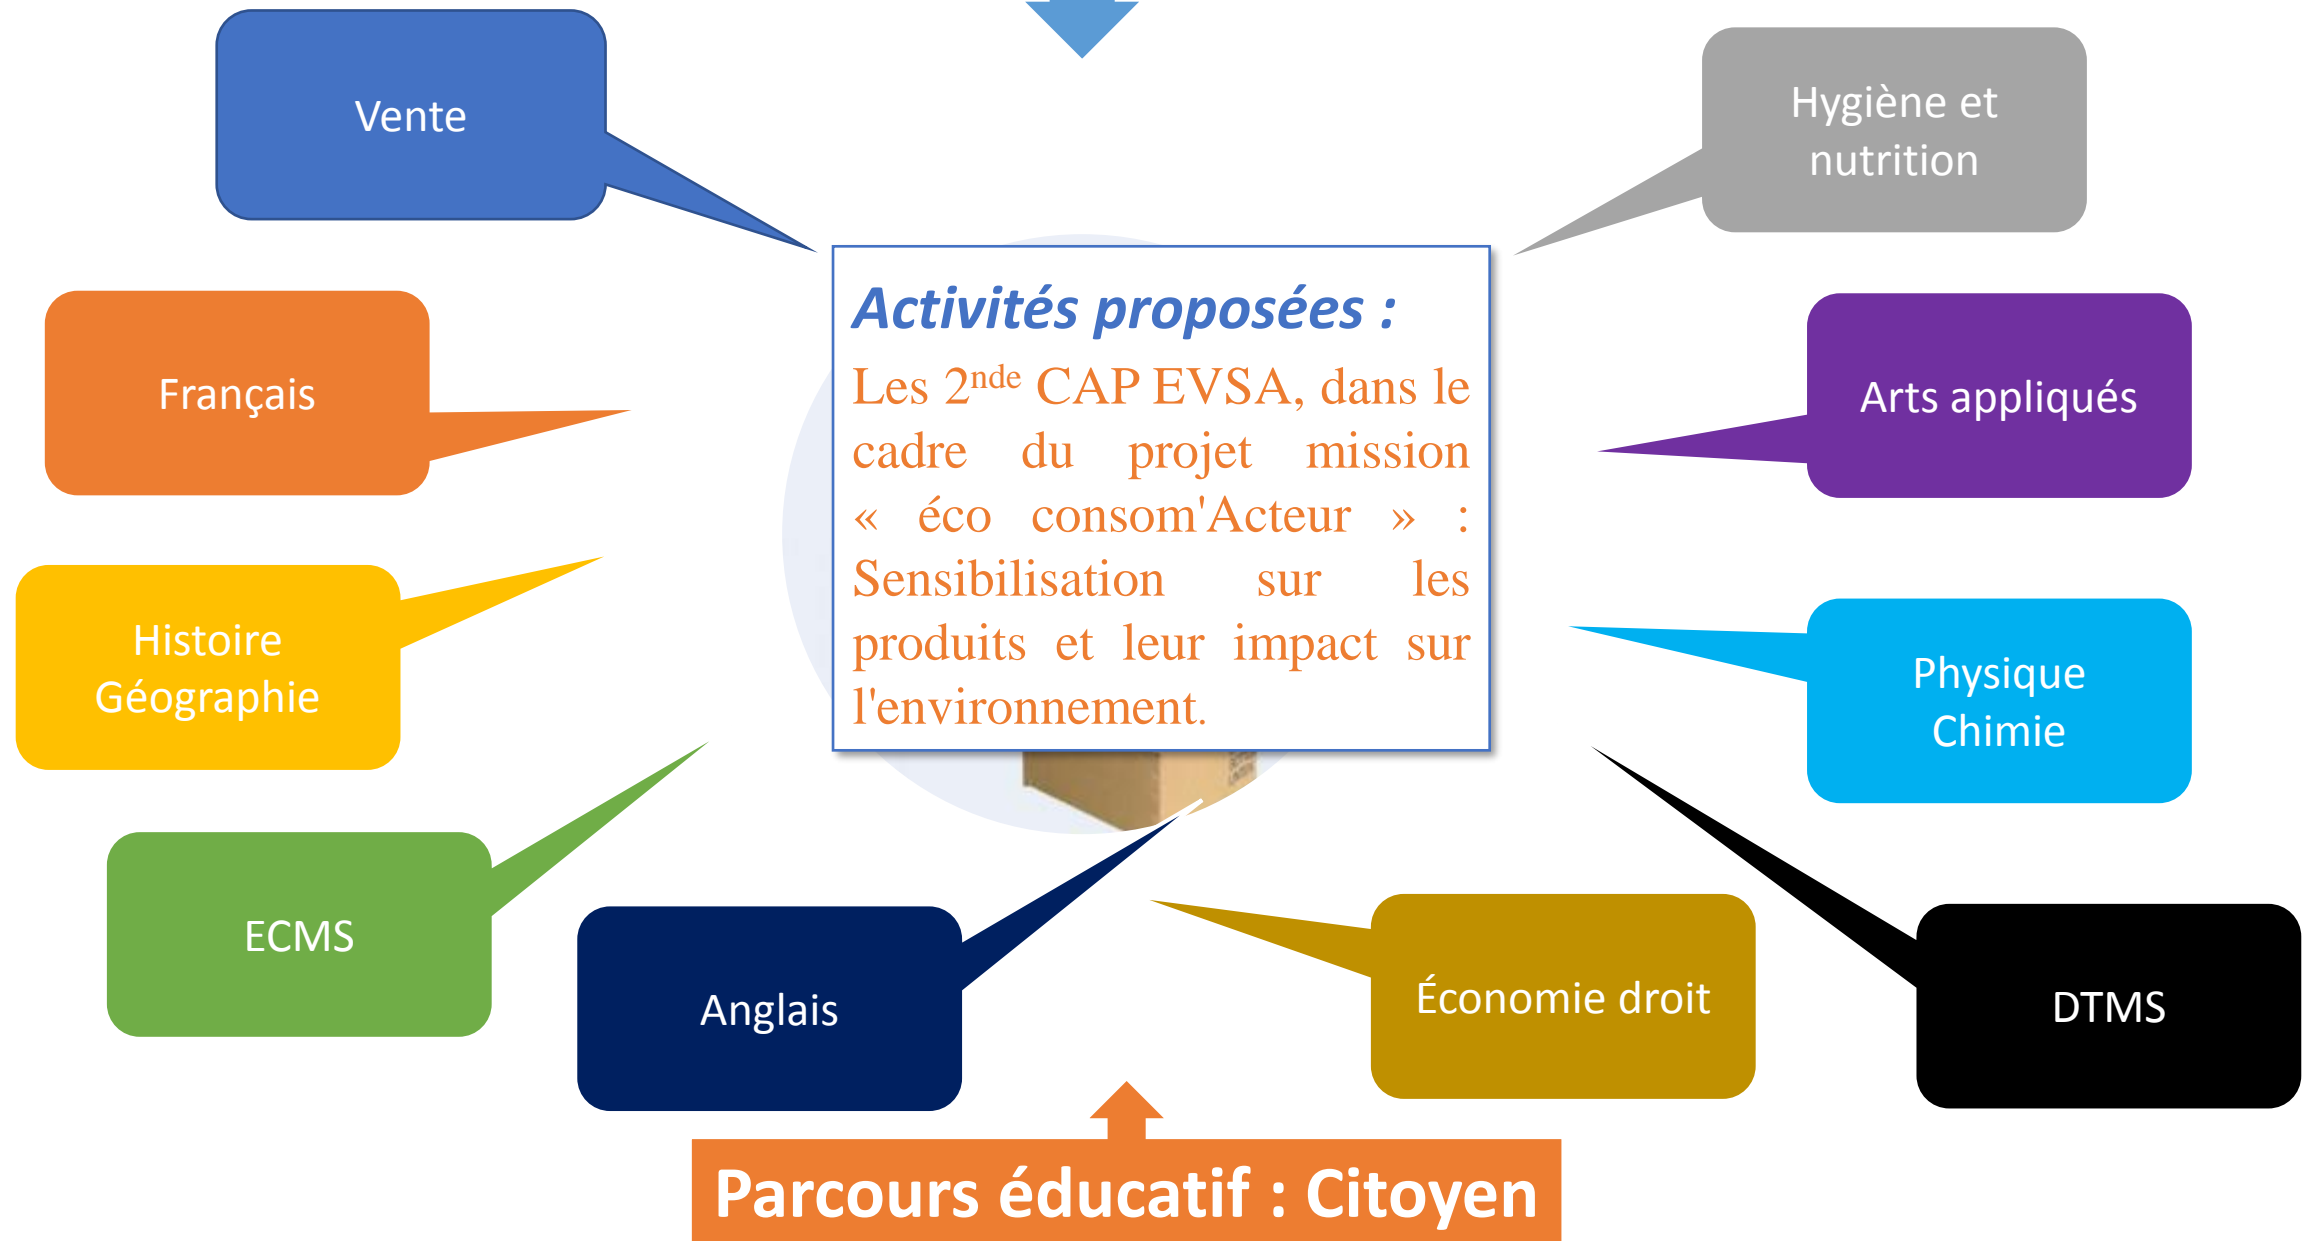 Vente
Hygiène et
nutrition
Activités proposées :
Les 2nde CAP EVSA, dans le
cadre du projet mission
« éco consom'Acteur » :
Sensibilisation sur les
produits et leur impact sur
l'environnement.
Français
Arts appliqués
Histoire
Géographie
Physique
Chimie
ECMS
Anglais
Économie droit
DTMS
Parcours éducatif : Citoyen